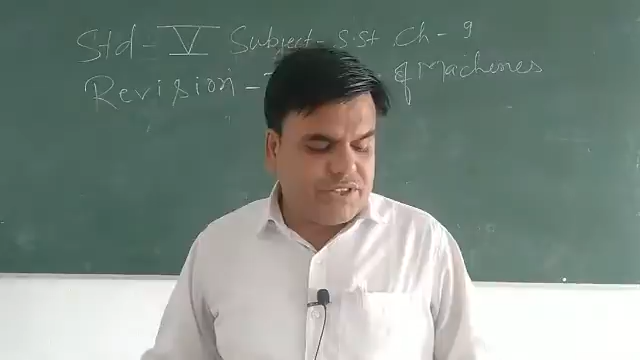 Std - V Subject - S.St Ch - 9
Revision - of Machines